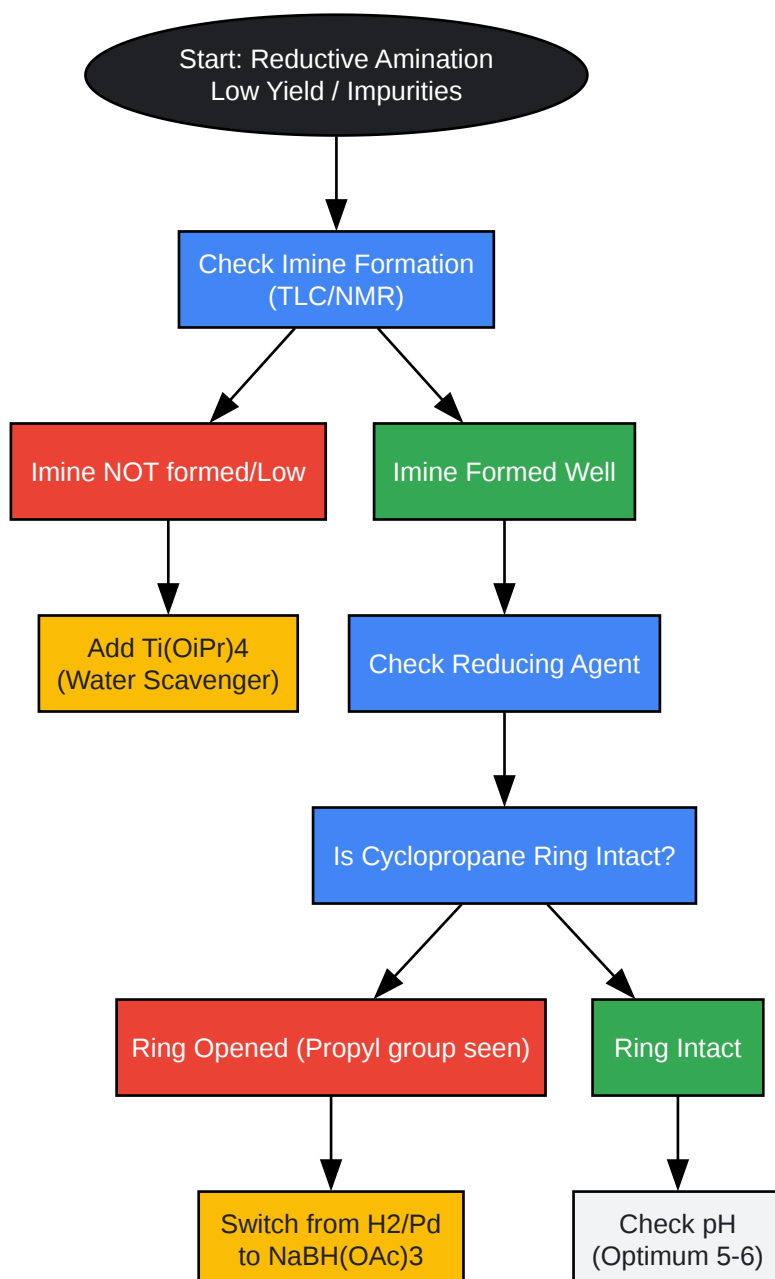 Start: Reductive Amination
Low Yield / Impurities
Check Imine Formation
(TLC/NMR)
Imine NOT formed/Low
Imine Formed Well
Add Ti(OiPr)4
(Water Scavenger)
Check Reducing Agent
Is Cyclopropane Ring Intact?
Ring Opened (Propyl group seen)
Ring Intact
Switch from H2/Pd
to NaBH(OAc)3
Check pH
(Optimum 5-6)